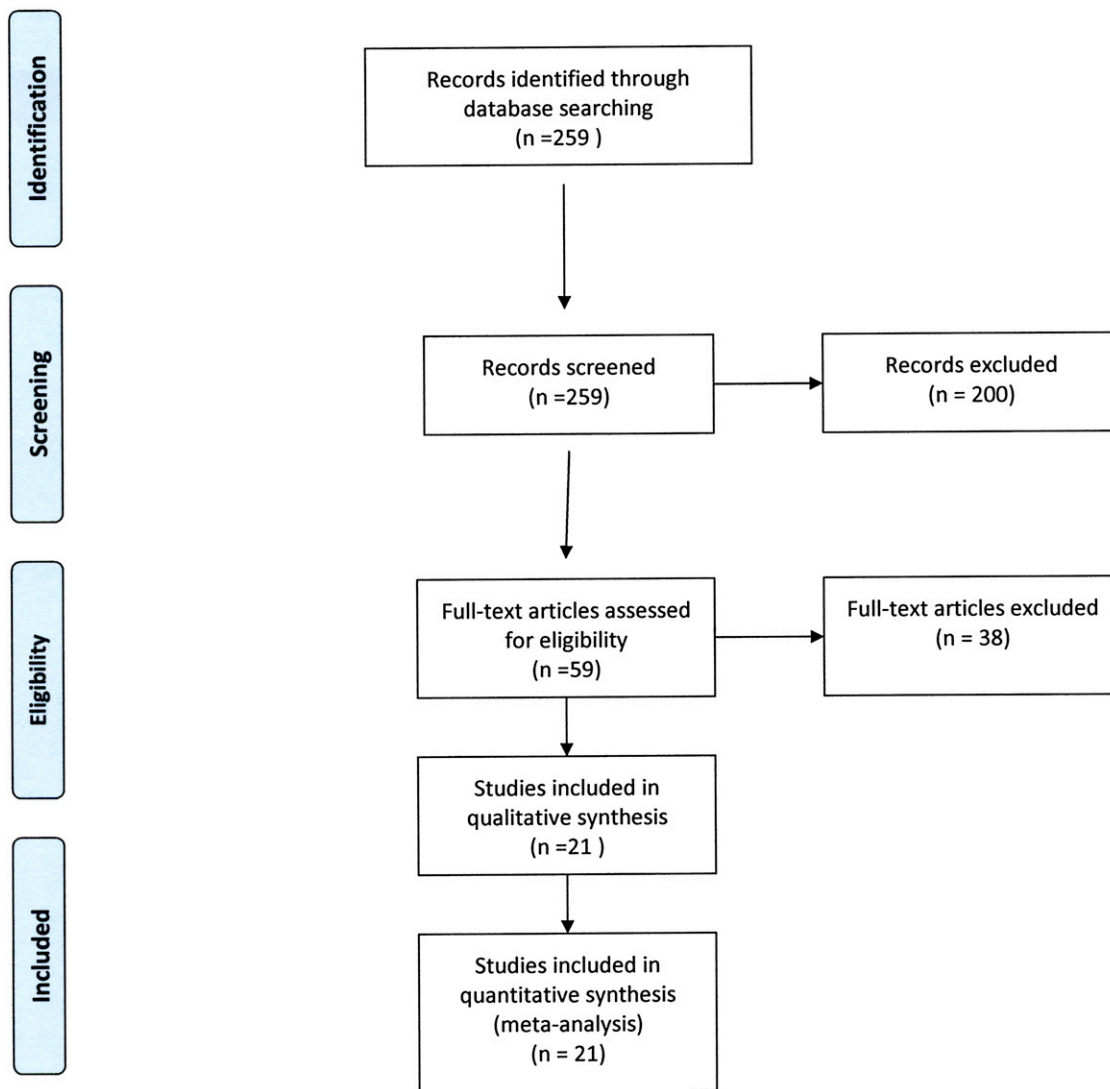 Identification
Records identified through
database searching
(n =259 )
Screening
Records screened
(n =259)
Records excluded
(n = 200)
Eligibility
Full-text articles assessed
for eligibility
(n =59)
Full-text articles excluded
(n = 38)
Studies included in
qualitative synthesis
(n =21 )
Included
Studies included in
quantitative synthesis
(meta-analysis)
(n = 21)